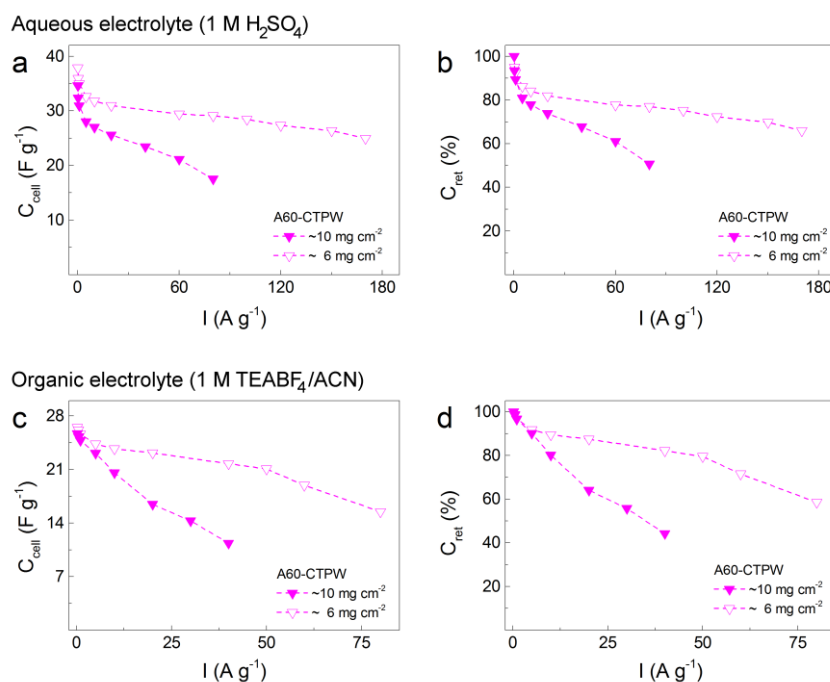 Aqueous electrolyte (1 M H₂SO₄)
a
40
30
20
10
C_cell (F g⁻¹)
A60-CTPW
~10 mg cm⁻²
~ 6 mg cm⁻²
0
60
120
180
I (A g⁻¹)
b
100
80
60
40
20
C_ret (%)
A60-CTPW
~10 mg cm⁻²
~ 6 mg cm⁻²
0
60
120
180
I (A g⁻¹)
Organic electrolyte (1 M TEABF₄/ACN)
c
28
21
14
7
C_cell (F g⁻¹)
A60-CTPW
~10 mg cm⁻²
~ 6 mg cm⁻²
0
25
50
75
I (A g⁻¹)
d
100
80
60
40
20
C_ret (%)
A60-CTPW
~10 mg cm⁻²
~ 6 mg cm⁻²
0
25
50
75
I (A g⁻¹)